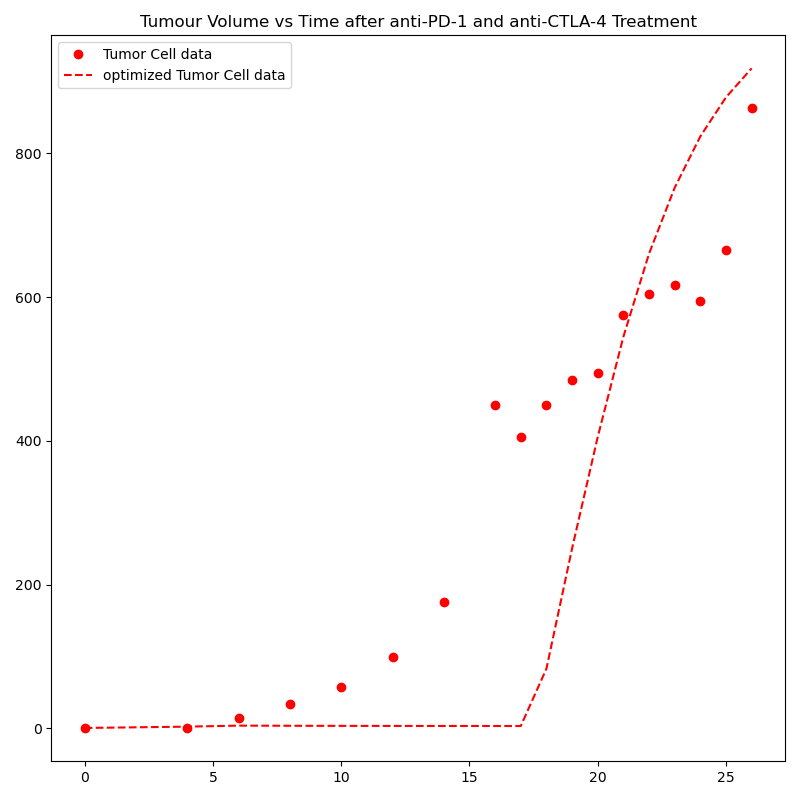 Tumour Volume vs Time after anti-PD-1 and anti-CTLA-4 Treatment
Tumor Cell data
optimized Tumor Cell data
800
600
400
200
0
0 5 10 15 20 25